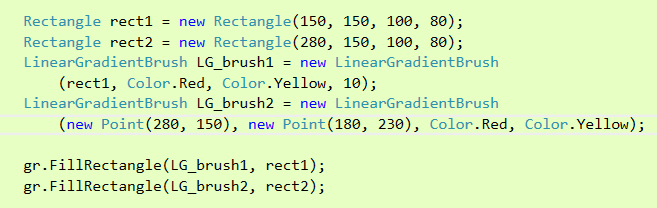 Rectangle rect1 = new Rectangle(150, 150, 100, 80);
Rectangle rect2 = new Rectangle(280, 150, 100, 80);
LinearGradientBrush LG_brush1 = new LinearGradientBrush
(rect1, Color.Red, Color.Yellow, 10);
LinearGradientBrush LG_brush2 = new LinearGradientBrush
(new Point(280, 150), new Point(180, 230), Color.Red, Color.Yellow);
gr.FillRectangle(LG_brush1, rect1);
gr.FillRectangle(LG_brush2, rect2);